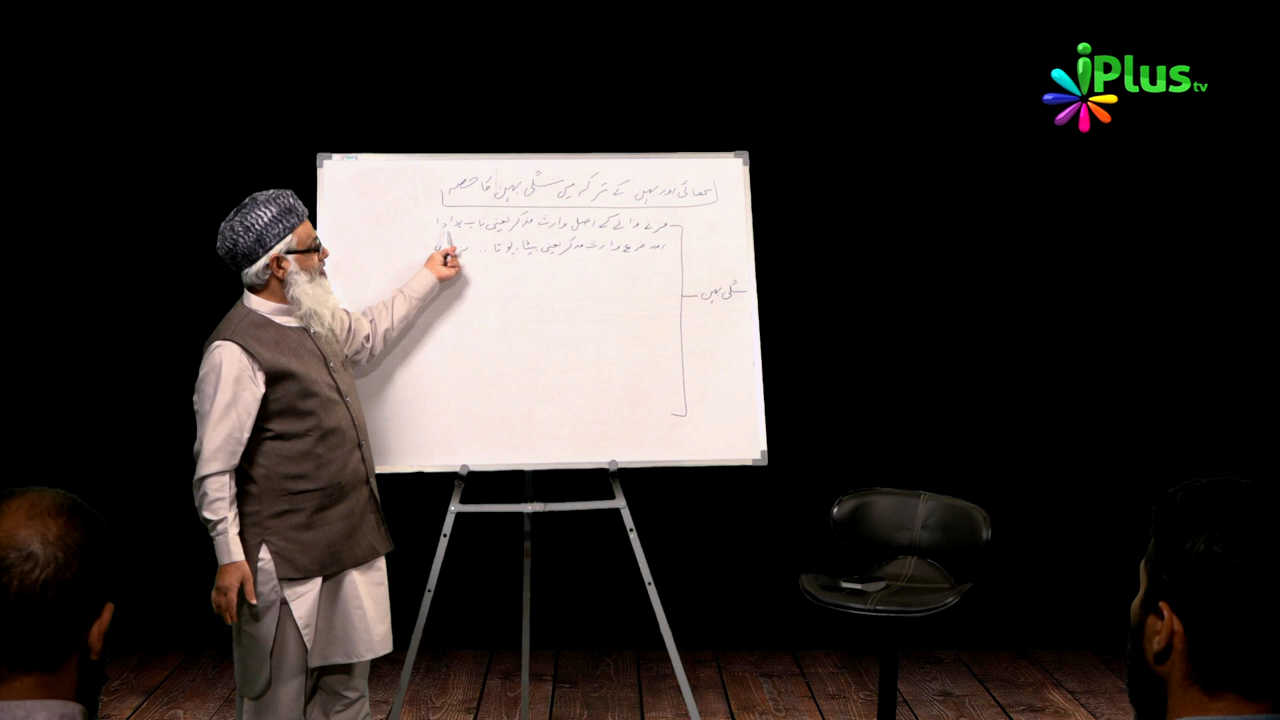 iPlus tv
بھائی اور بہن کے ترکہ میں سگی بہن کا حصہ
مرنے والے کے اصل وارث مذکر یعنی باپ دادا
اور فرع وارث مذکر یعنی بیٹا، پوتا ..
سگی بہن